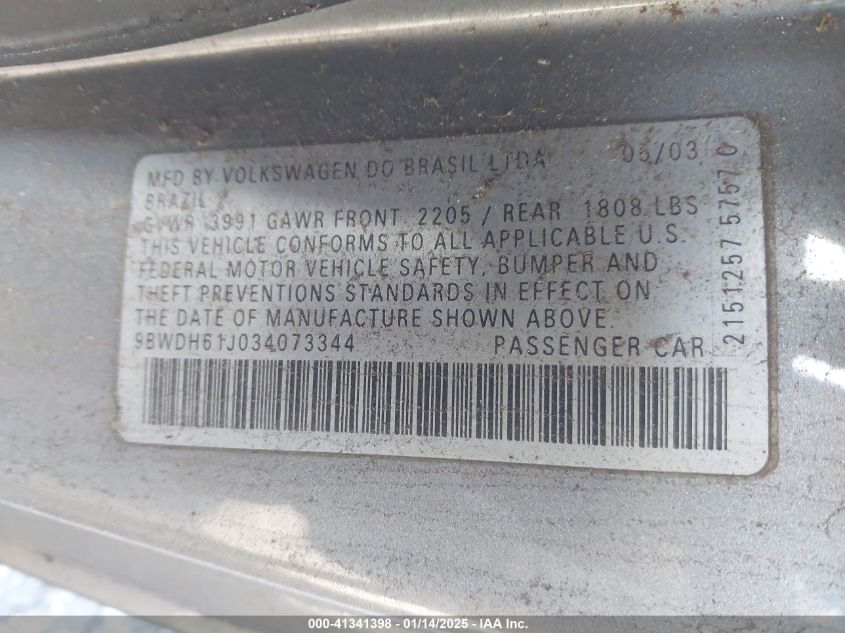 MFD BY VOLKSWAGEN DO BRASIL LTDA 05/03
BRAZIL
GVWR 3991 GAWR FRONT 2205 / REAR 1808 LBS
THIS VEHICLE CONFORMS TO ALL APPLICABLE U.S.
FEDERAL MOTOR VEHICLE SAFETY, BUMPER AND
THEFT PREVENTIONS STANDARDS IN EFFECT ON
THE DATE OF MANUFACTURE SHOWN ABOVE.
9BWDH61J034073344 PASSENGER CAR
2151257 5757 0
000-41341398 - 01/14/2025 - IAAI Inc.